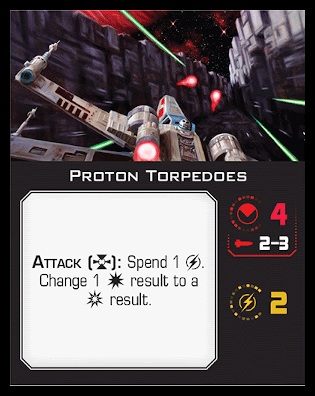 Proton Torpedoes
Attack ( ): Spend 1 .
Change 1 result to a
result.
4
2–3
2